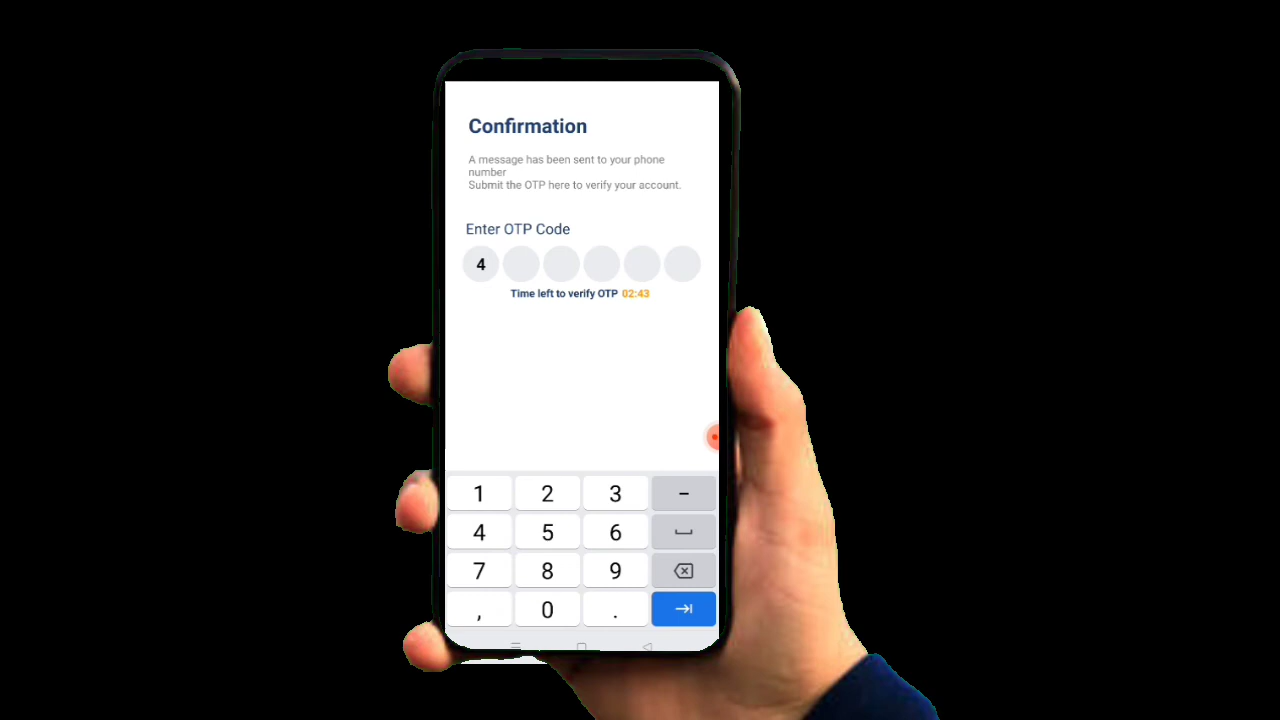 Confirmation
A message has been sent to your phone
number
Submit the OTP here to verify your account.
Enter OTP Code
4
Time left to verify OTP 02:43
1 2 3 -
4 5 6
7 8 9
, 0 .